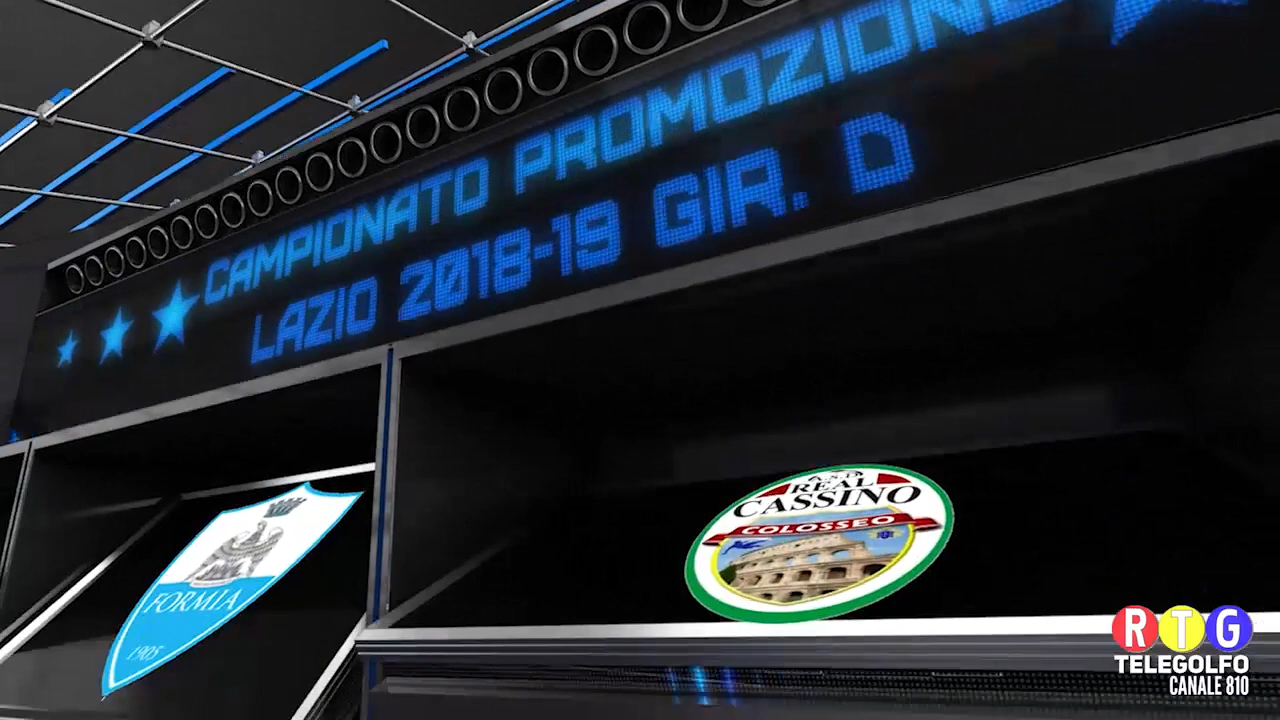 CAMPIONATO PROMOZIONE
LAZIO 2018-19 GIR. D
FORMIA
1905
A.S.D.
REAL
CASSINO
COLOSSEO
RTG
TELEGOLFO
CANALE 810